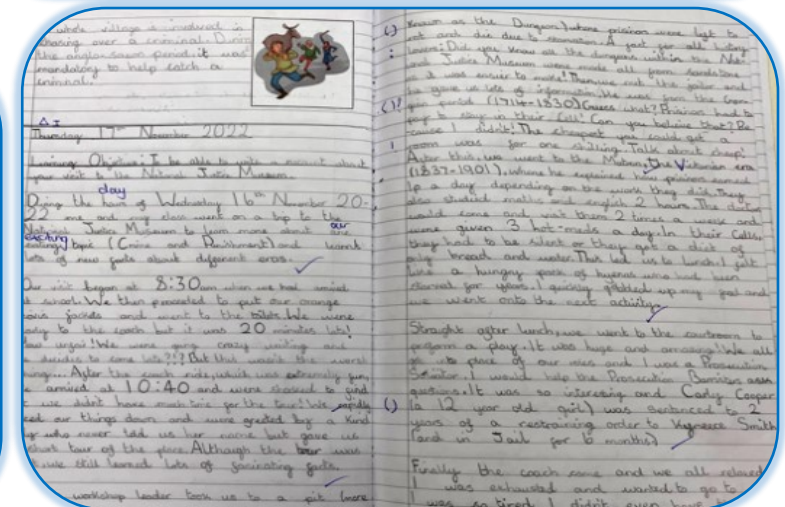 whole village is involved in
chasing over a criminal. During
the anglo-saxon period, it was
mandatory to help catch a
criminal.
Thursday 17th November 2022
Learning Objective: To be able to write a recount about
your visit to the National Justice Museum.
day
During the hours of Wednesday 16th November 20-
22 me and my class went on a trip to the
National Justice Museum to learn more about our
exciting topic (Crime and Punishment) and learnt
lots of new facts about different eras.
Our visit began at 8:30am when we had arrived
at school. We then proceeded to put our orange
jackets and went to the toilets. We were
ready to the coach but it was 20 minutes late!
How unfair! We were going crazy waiting and
decides to come late??! But that wasn't the worst
thing... After the coach ride, which was extremely fun,
arrived at 10:40 and were shocked to find
we didn't have much time for the tour! We rapidly
our things down and were greeted by a kind
who never told us her name but gave us
short tour of the place. Although the tour was
we still learned lots of facinating facts.
workshop leader took us to a pit (more
known as the Dungeon) where prisoners were left to
rot and die due to starvation. A fact for all history
lovers: Did you know all the dungeons within the
Justice Museum were made all from sandstone
as it was easier to make! Then, we met the gaoler and
he gave us lots of information. He was from the
period (1714-1830) Guess what? Prisoners had to
pay to stay in their cell! Can you believe that? Be-
cause I didn't! The cheapest you could get a
room was for one shilling. Talk about cheap!
After this, we went to the Matron, The Victorian era
(1837-1901), where he explained how prisoners earned
1p a day depending on the work they did. They
also studied maths and english 2 hours. The doctor
would come and visit them 2 times a week and
were given 3 hot-meals a day. In their cells,
they had to be silent or they got a diet of
only bread and water. This led us to lunch. I felt
like a hungry pack of hyenas who had been
starved for years. I quickly gobbled up my food and
we went onto the next activity.
Straight after lunch, we went to the courtroom to
perform a play. It was huge and amazing! We all
into place of our roles and I was a Prosecution
Solicitor. I would help the Prosecution Barrister ask
questions. It was so interesing and Carly Cooper
(a 12 year old girl) was sentenced to 2
years of a restraining order to Smith
(and in Jail for 6 months)
Finally the coach came and we all relaxed
I was exhausted and wanted to go to
I was so tired I didn't even have